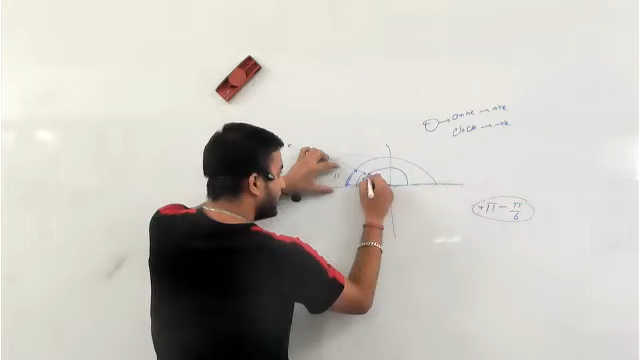 θ → anti → +ve
clock → -ve
π
+π - π/6